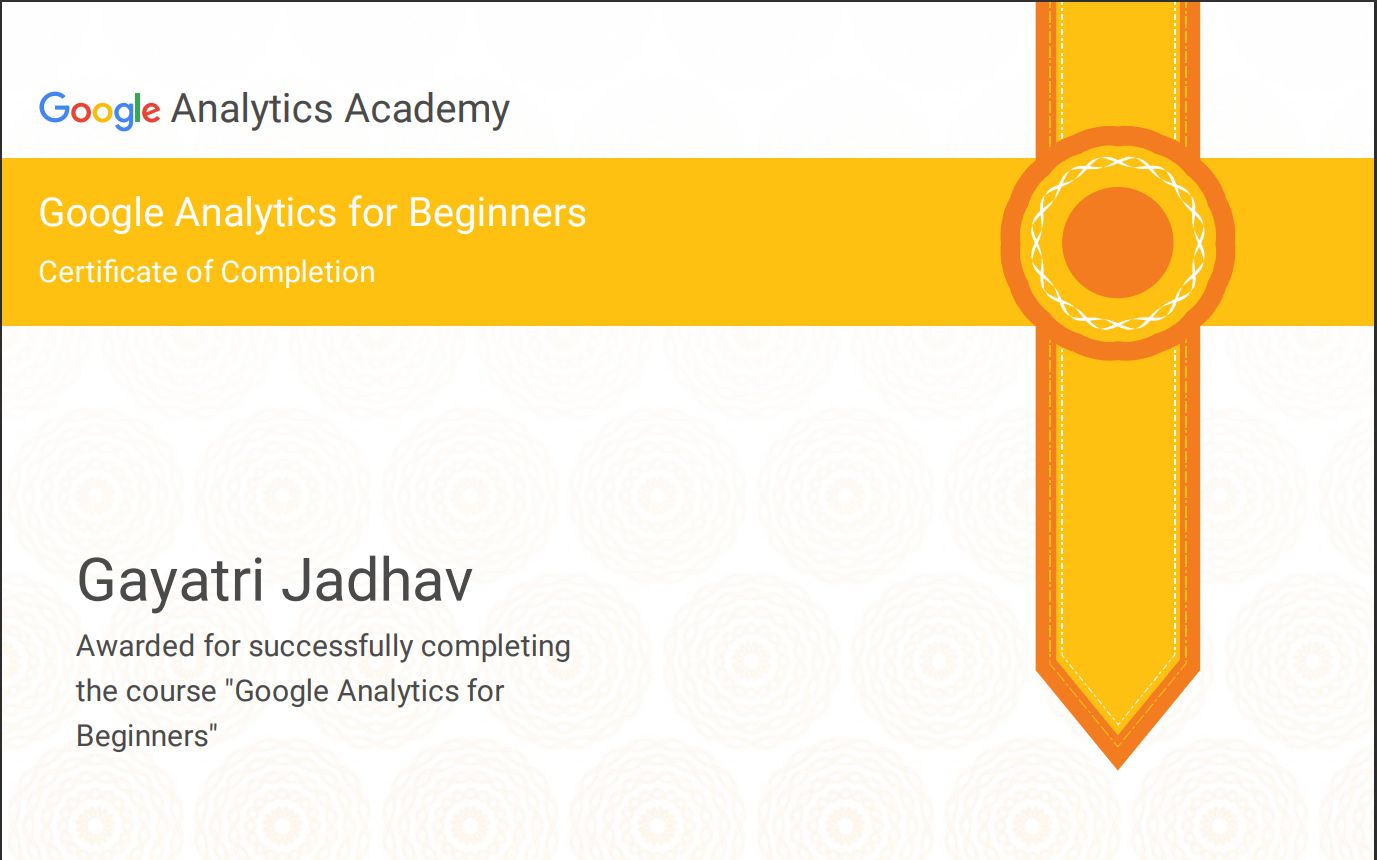 Google Analytics Academy
Google Analytics for Beginners
Certificate of Completion
Gayatri Jadhav
Awarded for successfully completing
the course "Google Analytics for
Beginners"